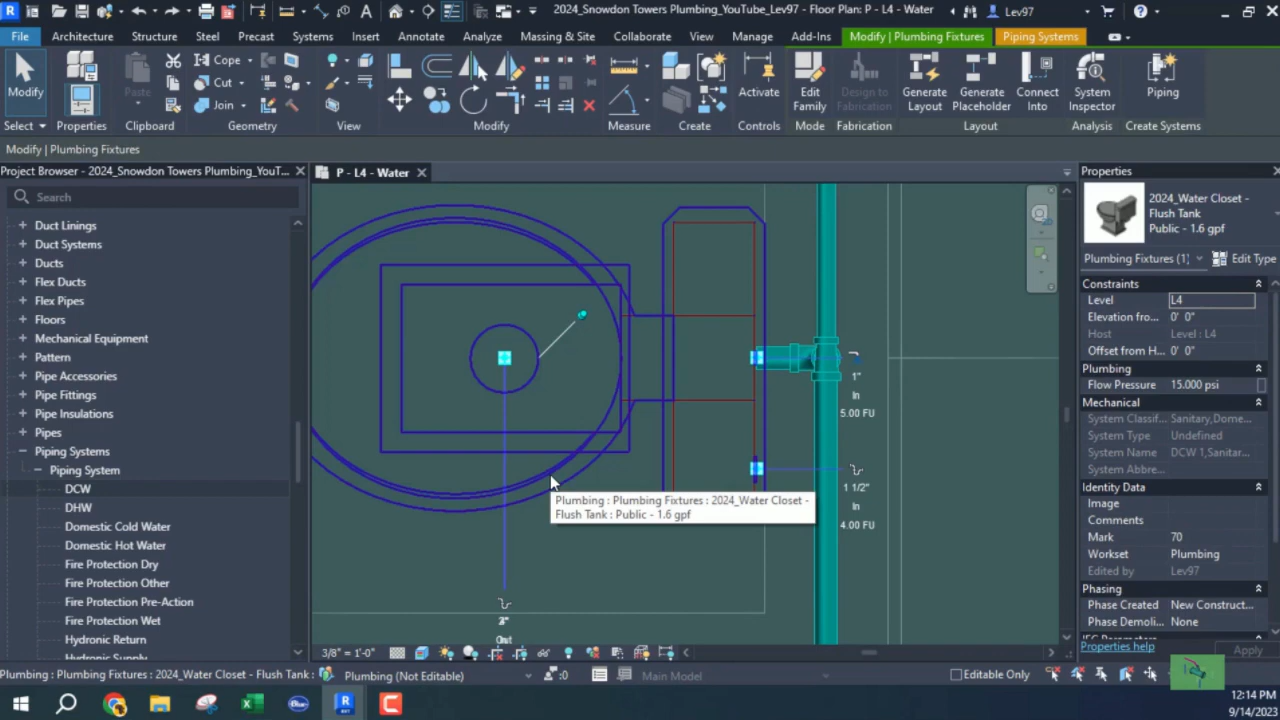 2024_Snowdon Towers Plumbing_YouTube_Lev97 - Floor Plan: P - L4 - Water
Lev97
File Architecture Structure Steel Precast Systems Insert Annotate Analyze Massing & Site Collaborate View Manage Add-Ins Modify | Plumbing Fixtures Piping Systems
Modify
Paste
Cope
Cut
Join
Activate
Edit Family
Design to Fabrication
Generate Layout
Generate Placeholder
Connect Into
System Inspector
Piping
Select Properties Clipboard Geometry View Modify Measure Create Controls Mode Fabrication Layout Analysis Create Systems
Modify | Plumbing Fixtures
Project Browser - 2024_Snowdon Towers Plumbing_YouT...
Search
Duct Linings
Duct Systems
Ducts
Flex Ducts
Flex Pipes
Floors
Mechanical Equipment
Pattern
Pipe Accessories
Pipe Fittings
Pipe Insulations
Pipes
Piping Systems
Piping System
DCW
DHW
Domestic Cold Water
Domestic Hot Water
Fire Protection Dry
Fire Protection Other
Fire Protection Pre-Action
Fire Protection Wet
Hydronic Return
Hydronic Supply
P - L4 - Water
1"
In
5.00 FU
1 1/2"
In
4.00 FU
Plumbing : Plumbing Fixtures : 2024_Water Closet -
Flush Tank : Public - 1.6 gpf
Out
3/8" = 1'-0"
Properties
2024_Water Closet -
Flush Tank
Public - 1.6 gpf
Plumbing Fixtures (1) Edit Type
Constraints
Level L4
Elevation fro... 0' 0"
Host Level : L4
Offset from H... 0' 0"
Plumbing
Flow Pressure 15.000 psi
Mechanical
System Classif... Sanitary,Dome...
System Type Undefined
System Name DCW 1,Sanitar...
System Abbre...
Identity Data
Image
Comments
Mark 70
Workset Plumbing
Edited by Lev97
Phasing
Phase Created New Construct...
Phase Demoli... None
IFC Parameters
Properties help Apply
Plumbing : Plumbing Fixtures : 2024_Water Closet - Flush Tank : Plumbing (Not Editable) :0 Main Model Editable Only
12:14 PM
9/14/2023